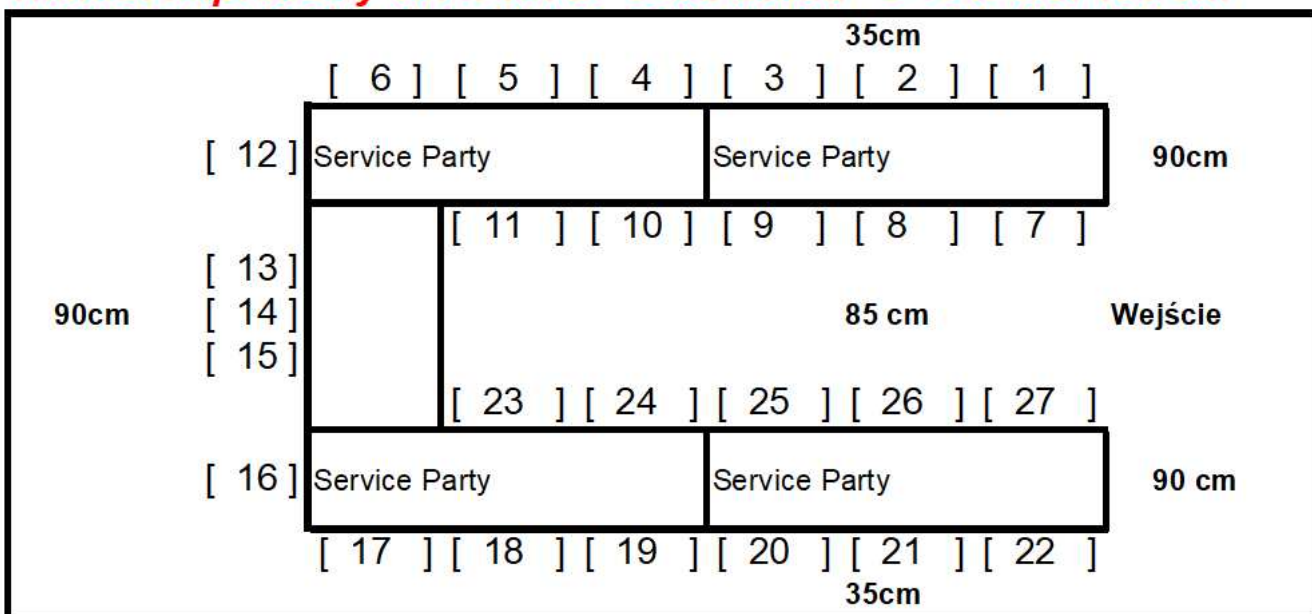 35cm
[ 6 ] [ 5 ] [ 4 ] [ 3 ] [ 2 ] [ 1 ]
[ 12 ] Service Party Service Party 90cm
[ 11 ] [ 10 ] [ 9 ] [ 8 ] [ 7 ]
[ 13 ]
90cm [ 14 ] 85 cm Wejście
[ 15 ]
[ 23 ] [ 24 ] [ 25 ] [ 26 ] [ 27 ]
[ 16 ] Service Party Service Party 90 cm
[ 17 ] [ 18 ] [ 19 ] [ 20 ] [ 21 ] [ 22 ]
35cm